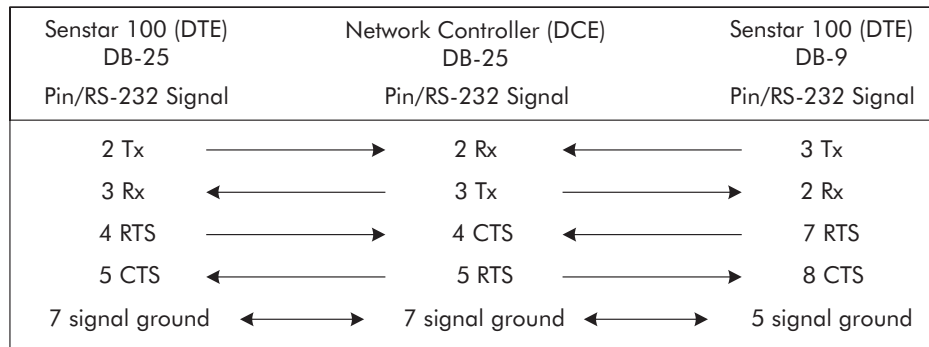 Senstar 100 (DTE) Network Controller (DCE) Senstar 100 (DTE)
DB-25 DB-25 DB-9
Pin/RS-232 Signal Pin/RS-232 Signal Pin/RS-232 Signal
2 Tx 2 Rx 3 Tx
3 Rx 3 Tx 2 Rx
4 RTS 4 CTS 7 RTS
5 CTS 5 RTS 8 CTS
7 signal ground 7 signal ground 5 signal ground